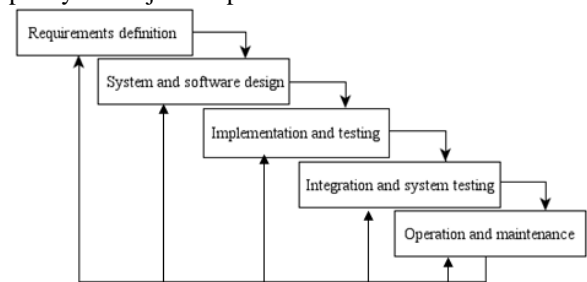 Requirements definition
System and software design
Implementation and testing
Integration and system testing
Operation and maintenance